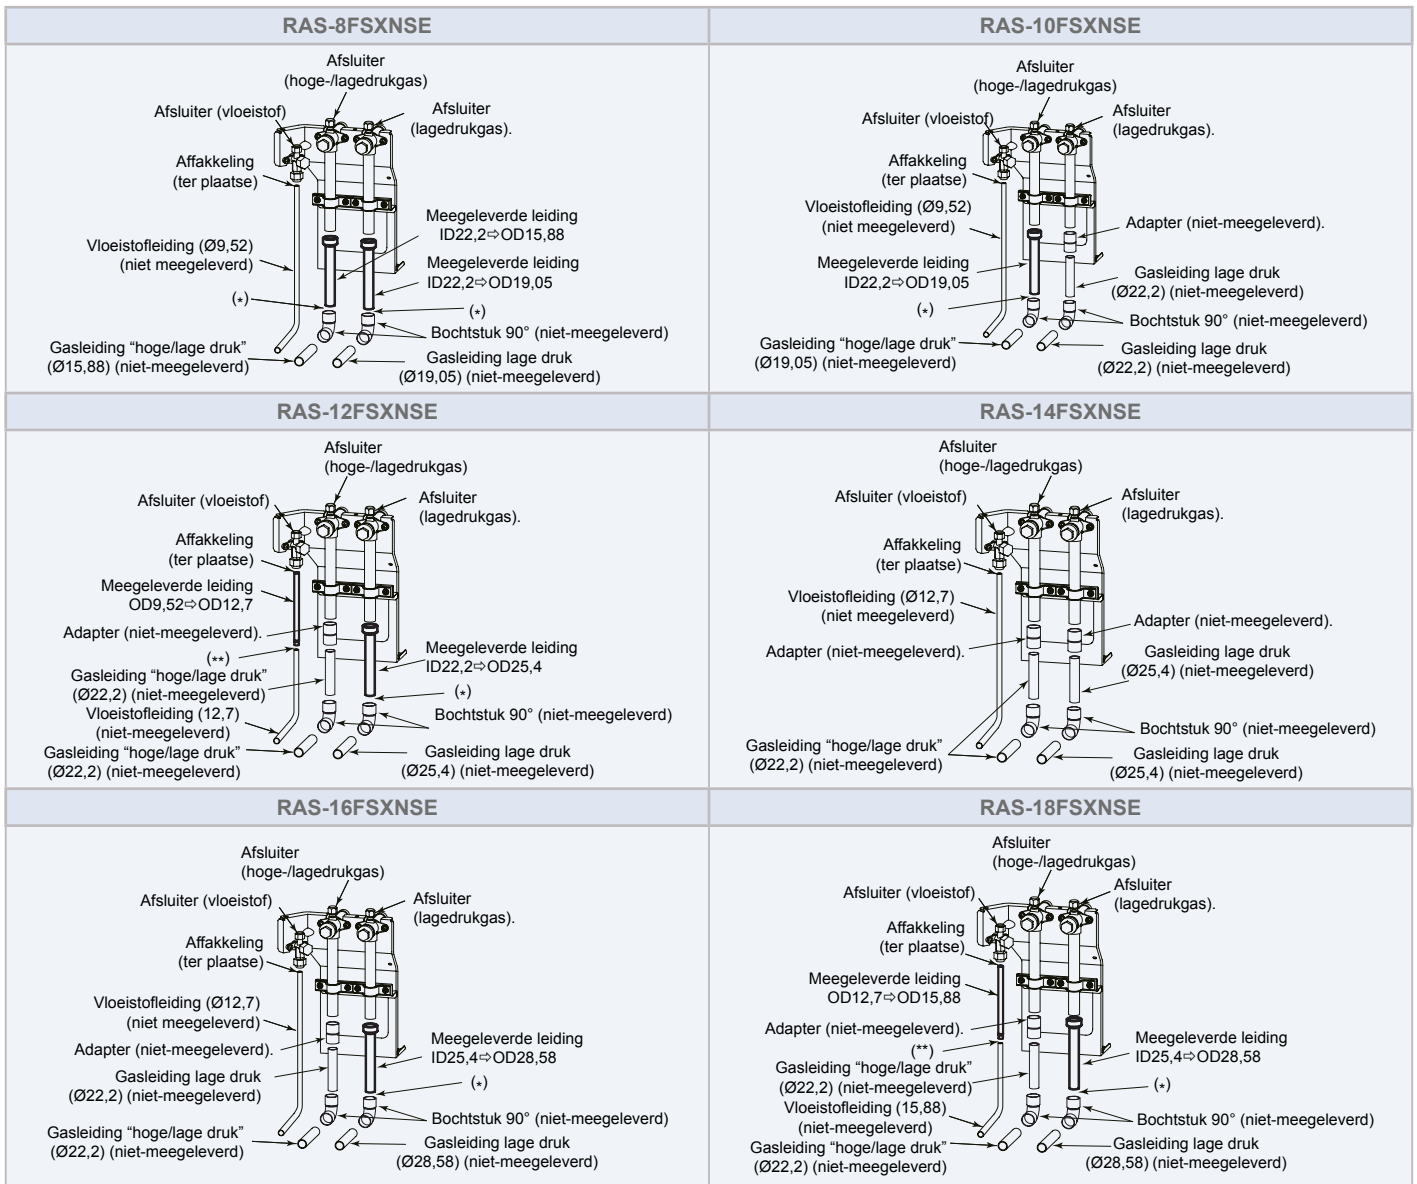 RAS-8FSXNSE
Afsluiter
(hoge-/lagedrukgas)
Afsluiter (vloeistof)
Afsluiter
(lagedrukgas).
Affakkeling
(ter plaatse)
Meegeleverde leiding
ID22,2⇨OD15,88
Vloeistofleiding (Ø9,52)
(niet meegeleverd)
Meegeleverde leiding
ID22,2⇨OD19,05
(*)
(*)
Bochtstuk 90° (niet-meegeleverd)
Gasleiding “hoge/lage druk”
(Ø15,88) (niet-meegeleverd)
Gasleiding lage druk
(Ø19,05) (niet-meegeleverd)
RAS-10FSXNSE
Afsluiter
(hoge-/lagedrukgas)
Afsluiter (vloeistof)
Afsluiter
(lagedrukgas).
Affakkeling
(ter plaatse)
Vloeistofleiding (Ø9,52)
(niet meegeleverd)
Adapter (niet-meegeleverd).
Meegeleverde leiding
ID22,2⇨OD19,05
Gasleiding lage druk
(Ø22,2) (niet-meegeleverd)
(*)
Bochtstuk 90° (niet-meegeleverd)
Gasleiding “hoge/lage druk”
(Ø19,05) (niet-meegeleverd)
Gasleiding lage druk
(Ø22,2) (niet-meegeleverd)
RAS-12FSXNSE
Afsluiter
(hoge-/lagedrukgas)
Afsluiter (vloeistof)
Afsluiter
(lagedrukgas).
Affakkeling
(ter plaatse)
Meegeleverde leiding
OD9,52⇨OD12,7
Adapter (niet-meegeleverd).
Meegeleverde leiding
ID22,2⇨OD25,4
(**)
Gasleiding “hoge/lage druk”
(Ø22,2) (niet-meegeleverd)
(*)
Vloeistofleiding (12,7)
(niet-meegeleverd)
Bochtstuk 90° (niet-meegeleverd)
Gasleiding “hoge/lage druk”
(Ø22,2) (niet-meegeleverd)
Gasleiding lage druk
(Ø25,4) (niet-meegeleverd)
RAS-14FSXNSE
Afsluiter
(hoge-/lagedrukgas)
Afsluiter (vloeistof)
Afsluiter
(lagedrukgas).
Affakkeling
(ter plaatse)
Vloeistofleiding (Ø12,7)
(niet meegeleverd)
Adapter (niet-meegeleverd).
Adapter (niet-meegeleverd).
Gasleiding lage druk
(Ø25,4) (niet-meegeleverd)
Bochtstuk 90° (niet-meegeleverd)
Gasleiding “hoge/lage druk”
(Ø22,2) (niet-meegeleverd)
Gasleiding lage druk
(Ø25,4) (niet-meegeleverd)
RAS-16FSXNSE
Afsluiter
(hoge-/lagedrukgas)
Afsluiter (vloeistof)
Afsluiter
(lagedrukgas).
Affakkeling
(ter plaatse)
Vloeistofleiding (Ø12,7)
(niet meegeleverd)
Adapter (niet-meegeleverd).
Meegeleverde leiding
ID25,4⇨OD28,58
Gasleiding lage druk
(Ø22,2) (niet-meegeleverd)
(*)
Bochtstuk 90° (niet-meegeleverd)
Gasleiding “hoge/lage druk”
(Ø22,2) (niet-meegeleverd)
Gasleiding lage druk
(Ø28,58) (niet-meegeleverd)
RAS-18FSXNSE
Afsluiter
(hoge-/lagedrukgas)
Afsluiter (vloeistof)
Afsluiter
(lagedrukgas).
Affakkeling
(ter plaatse)
Meegeleverde leiding
OD12,7⇨OD15,88
Adapter (niet-meegeleverd).
Meegeleverde leiding
ID25,4⇨OD28,58
(**)
Gasleiding “hoge/lage druk”
(Ø22,2) (niet-meegeleverd)
(*)
Vloeistofleiding (15,88)
(niet-meegeleverd)
Bochtstuk 90° (niet-meegeleverd)
Gasleiding “hoge/lage druk”
(Ø22,2) (niet-meegeleverd)
Gasleiding lage druk
(Ø28,58) (niet-meegeleverd)